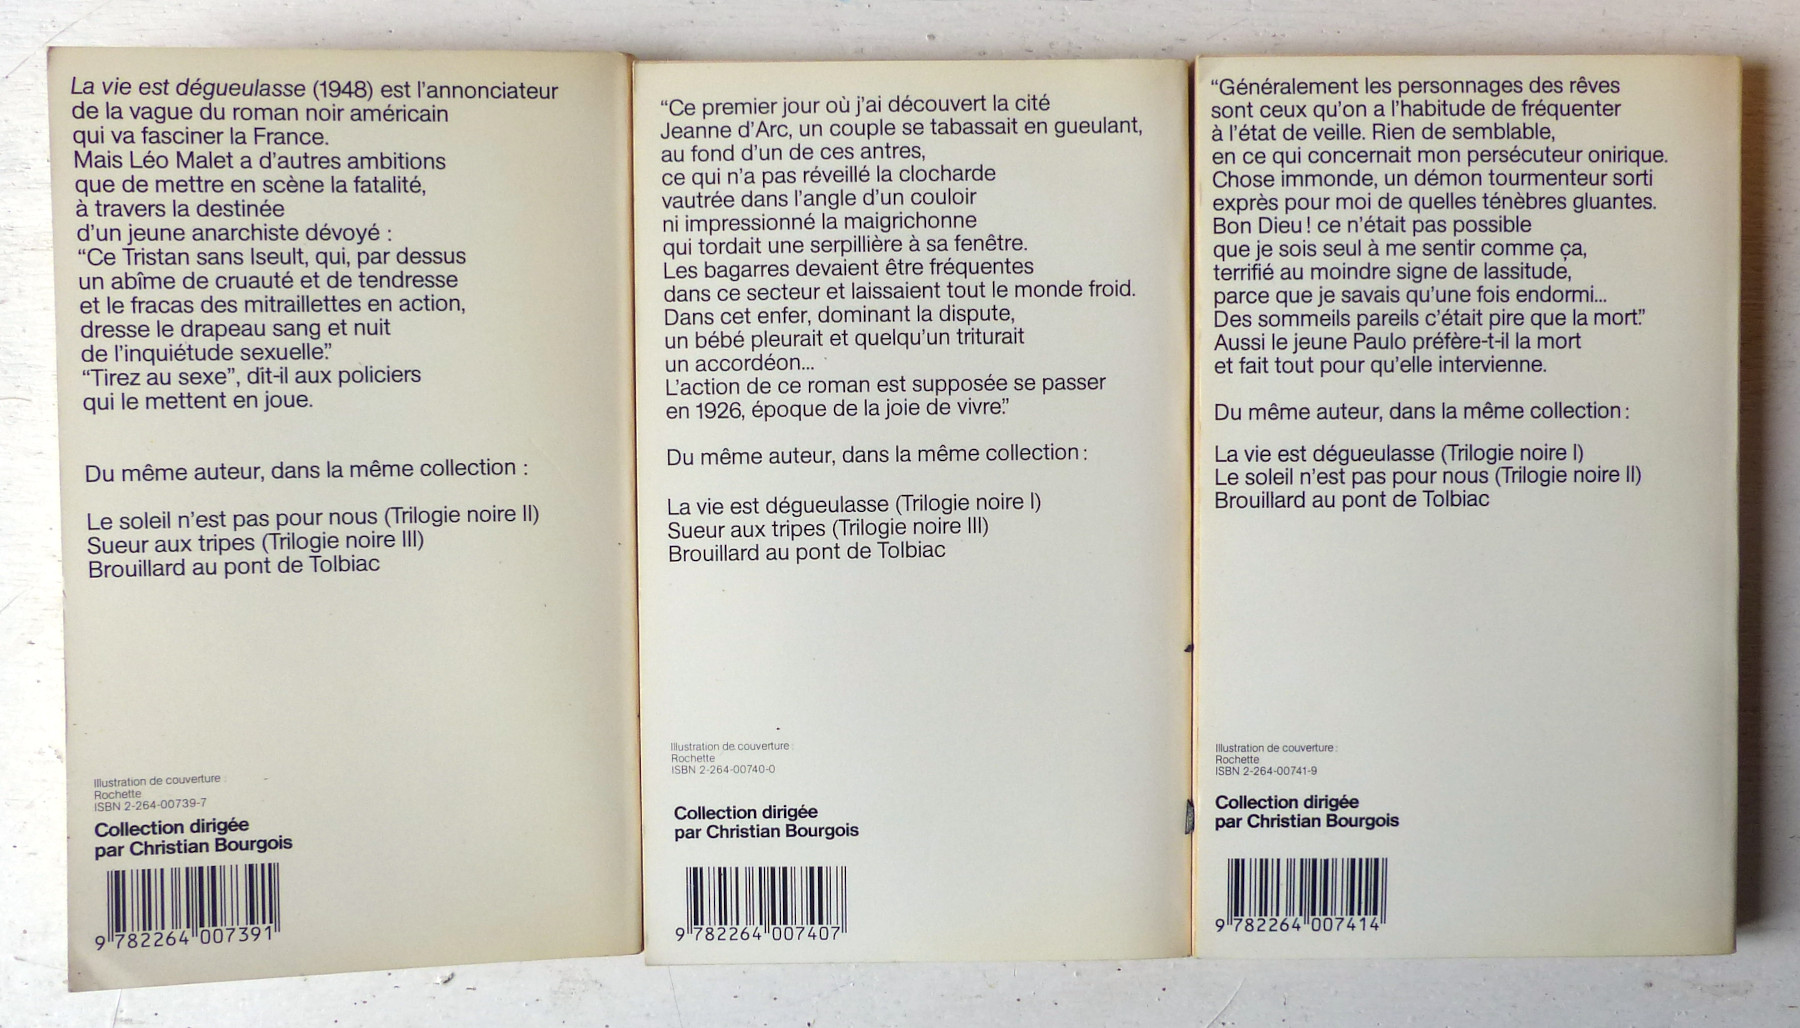 La vie est dégueulasse (1948) est l'annonciateur
de la vague du roman noir américain
qui va fasciner la France.
Mais Léo Malet a d'autres ambitions
que de mettre en scène la fatalité,
à travers la destinée
d'un jeune anarchiste dévoyé :
“Ce Tristan sans Iseult, qui, par dessus
un abîme de cruauté et de tendresse
et le fracas des mitraillettes en action,
dresse le drapeau sang et nuit
de l'inquiétude sexuelle.”
“Tirez au sexe”, dit-il aux policiers
qui le mettent en joue.
Du même auteur, dans la même collection :
Le soleil n'est pas pour nous (Trilogie noire II)
Sueur aux tripes (Trilogie noire III)
Brouillard au pont de Tolbiac
Illustration de couverture :
Rochette
ISBN 2-264-00739-7
Collection dirigée
par Christian Bourgois
9 782264 007391
“Ce premier jour où j'ai découvert la cité
Jeanne d'Arc, un couple se tabassait en gueulant,
au fond d'un de ces antres,
ce qui n'a pas réveillé la clocharde
vautrée dans l'angle d'un couloir
ni impressionné la maigrichonne
qui tordait une serpillière à sa fenêtre.
Les bagarres devaient être fréquentes
dans ce secteur et laissaient tout le monde froid.
Dans cet enfer, dominant la dispute,
un bébé pleurait et quelqu'un triturait
un accordéon...
L'action de ce roman est supposée se passer
en 1926, époque de la joie de vivre.”
Du même auteur, dans la même collection :
La vie est dégueulasse (Trilogie noire I)
Sueur aux tripes (Trilogie noire III)
Brouillard au pont de Tolbiac
Illustration de couverture :
Rochette
ISBN 2-264-00740-0
Collection dirigée
par Christian Bourgois
9 782264 007407
“Généralement les personnages des rêves
sont ceux qu'on a l'habitude de fréquenter
à l'état de veille. Rien de semblable,
en ce qui concernait mon persécuteur onirique.
Chose immonde, un démon tourmenteur sorti
exprès pour moi de quelles ténèbres gluantes.
Bon Dieu ! ce n'était pas possible
que je sois seul à me sentir comme ça,
terrifié au moindre signe de lassitude,
parce que je savais qu'une fois endormi...
Des sommeils pareils c'était pire que la mort.”
Aussi le jeune Paulo préfère-t-il la mort
et fait tout pour qu'elle intervienne.
Du même auteur, dans la même collection :
La vie est dégueulasse (Trilogie noire I)
Le soleil n'est pas pour nous (Trilogie noire II)
Brouillard au pont de Tolbiac
Illustration de couverture :
Rochette
ISBN 2-264-00741-9
Collection dirigée
par Christian Bourgois
9 782264 007414